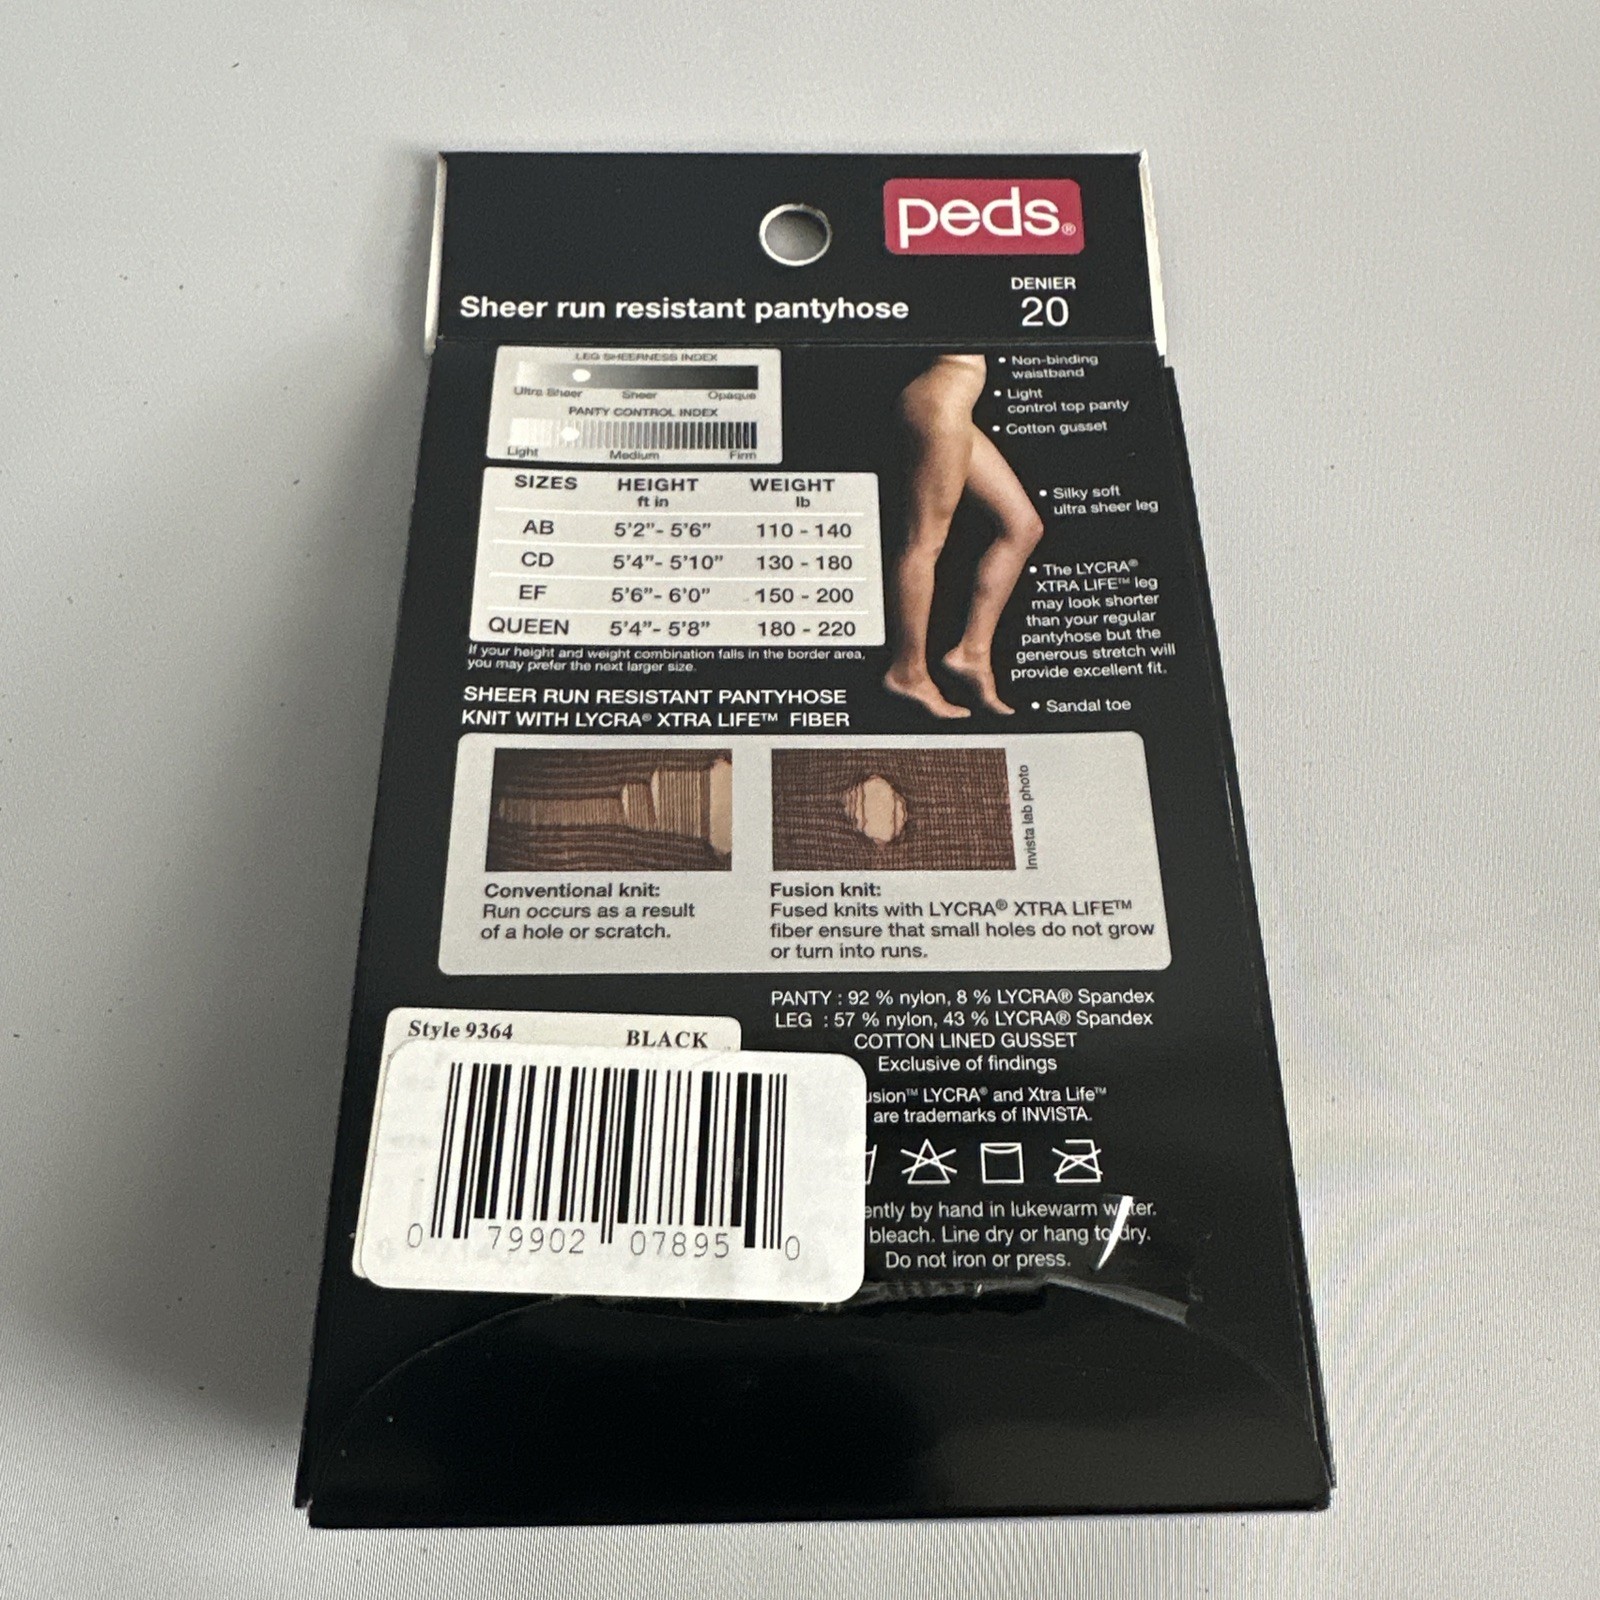 peds®
DENIER
20
Sheer run resistant pantyhose
LEG SHEERNESS INDEX
Ultra Sheer Sheer Opaque
PANTY CONTROL INDEX
Light Medium Firm
• Non-binding
waistband
• Light
control top panty
• Cotton gusset
• Silky soft
ultra sheer leg
• The LYCRA®
XTRA LIFE™ leg
may look shorter
than your regular
pantyhose but the
generous stretch will
provide excellent fit.
• Sandal toe
SIZES HEIGHT WEIGHT
ft in lb
AB 5'2"- 5'6" 110 - 140
CD 5'4"- 5'10" 130 - 180
EF 5'6"- 6'0" 150 - 200
QUEEN 5'4"- 5'8" 180 - 220
If your height and weight combination falls in the border area,
you may prefer the next larger size.
SHEER RUN RESISTANT PANTYHOSE
KNIT WITH LYCRA® XTRA LIFE™ FIBER
Invista lab photo
Conventional knit:
Run occurs as a result
of a hole or scratch.
Fusion knit:
Fused knits with LYCRA® XTRA LIFE™
fiber ensure that small holes do not grow
or turn into runs.
PANTY : 92 % nylon, 8 % LYCRA® Spandex
LEG : 57 % nylon, 43 % LYCRA® Spandex
COTTON LINED GUSSET
Exclusive of findings
usion™ LYCRA® and Xtra Life™
are trademarks of INVISTA.
ently by hand in lukewarm water.
bleach. Line dry or hang to dry.
Do not iron or press.
Style 9364 BLACK
0 79902 07895 0